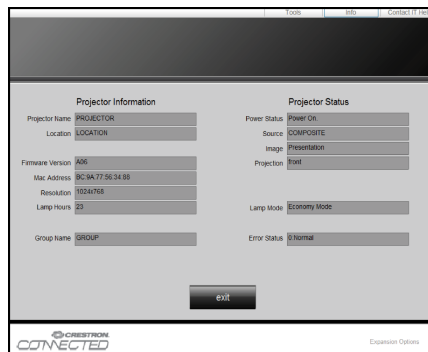 Tools Info Contact IT Hel
Projector Information
Projector Name PROJECTOR
Location LOCATION
Firmware Version A06
Mac Address BC:9A:77:56:34:88
Resolution 1024x768
Lamp Hours 23
Group Name GROUP
Projector Status
Power Status Power On.
Source COMPOSITE
Image Presentation
Projection front
Lamp Mode Economy Mode
Error Status 0:Normal
exit
CRESTRON.
CONNECTED
Expansion Options